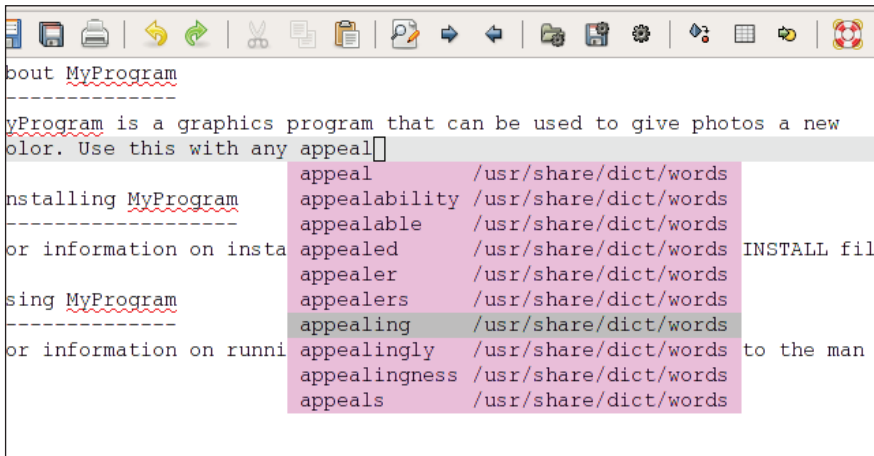 bout MyProgram
--------------
yProgram is a graphics program that can be used to give photos a new
olor. Use this with any appeal
appeal /usr/share/dict/words
nstalling MyProgram appealability /usr/share/dict/words
------------------- appealable /usr/share/dict/words
or information on insta appealed /usr/share/dict/words INSTALL fil
appealer /usr/share/dict/words
sing MyProgram appealers /usr/share/dict/words
-------------- appealing /usr/share/dict/words
or information on runni appealingly /usr/share/dict/words to the man
appealingness /usr/share/dict/words
appeals /usr/share/dict/words